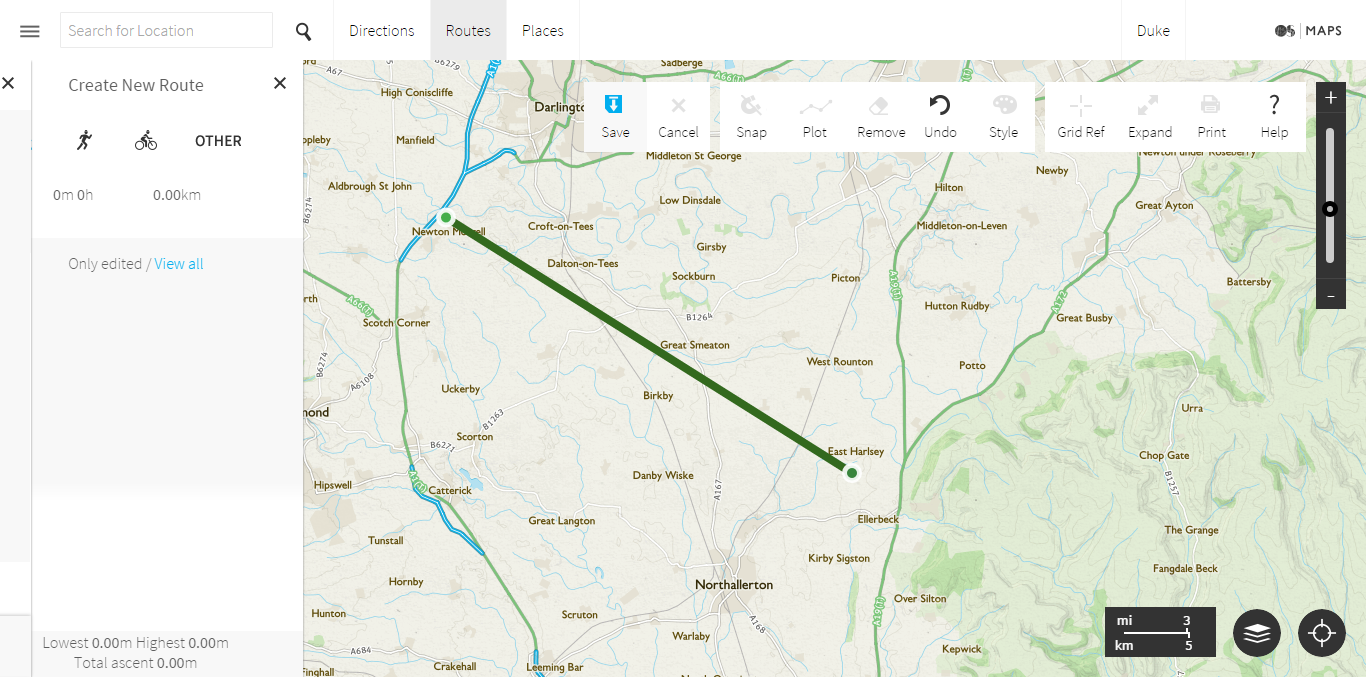 Search for Location
Directions
Routes
Places
Duke
OS | MAPS
Create New Route
OTHER
0m 0h
0.00km
Only edited / View all
Lowest 0.00m Highest 0.00m
Total ascent 0.00m
Save
Cancel
Snap
Plot
Remove
Undo
Style
Grid Ref
Expand
Print
? Help
+
-
A67
B6279
Sadberge
A66(T)
High Coniscliffe
Darlingt
Manfield
Middleton St George
Newton under Roseberry
Newby
Aldbrough St John
Low Dinsdale
Hilton
Great Ayton
B6274
Newton Morrell
Croft-on-Tees
Girsby
Middleton-on-Leven
Dalton-on-Tees
Sockburn
Picton
A19(T)
Battersby
A66(T)
A172
Hutton Rudby
Scotch Corner
B1264
Great Busby
Great Smeaton
West Rounton
Potto
B6274
A6108
Uckerby
Birkby
mond
B1263
Urra
Scorton
B6271
East Harlsey
Chop Gate
Danby Wiske
A1(T)
Hipswell
Catterick
A167
B1257
Great Langton
Ellerbeck
The Grange
Tunstall
Kirby Sigston
Fangdale Beck
Hornby
Northallerton
Over Silton
A19(T)
Hunton
Scruton
A168
Warlaby
Kepwick
A684
Crakehall
Leeming Bar
mi 3
km 5